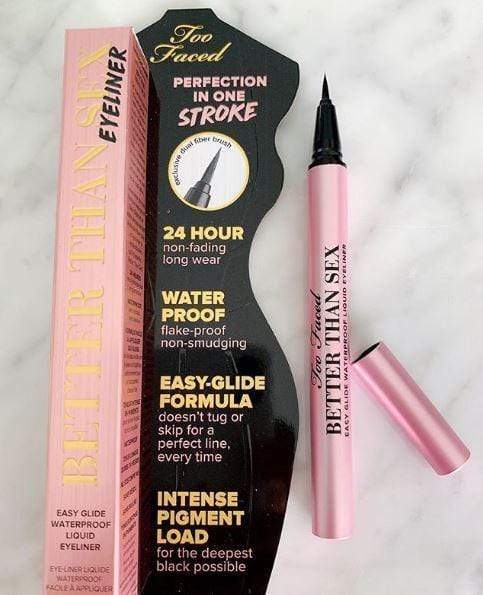 BETTER THAN SEX
EYELINER
EASY GLIDE
WATERPROOF
LIQUID
EYELINER
EYE-LINER LIQUIDE
WATERPROOF
FACILE À APPLIQUER
Too
Faced
PERFECTION
IN ONE
STROKE
exclusive dual fiber brush
24 HOUR
non-fading
long wear
WATER
PROOF
flake-proof
non-smudging
EASY-GLIDE
FORMULA
doesn't tug or
skip for a
perfect line,
every time
INTENSE
PIGMENT
LOAD
for the deepest
black possible
Too Faced
BETTER THAN SEX
EASY GLIDE WATERPROOF LIQUID EYELINER